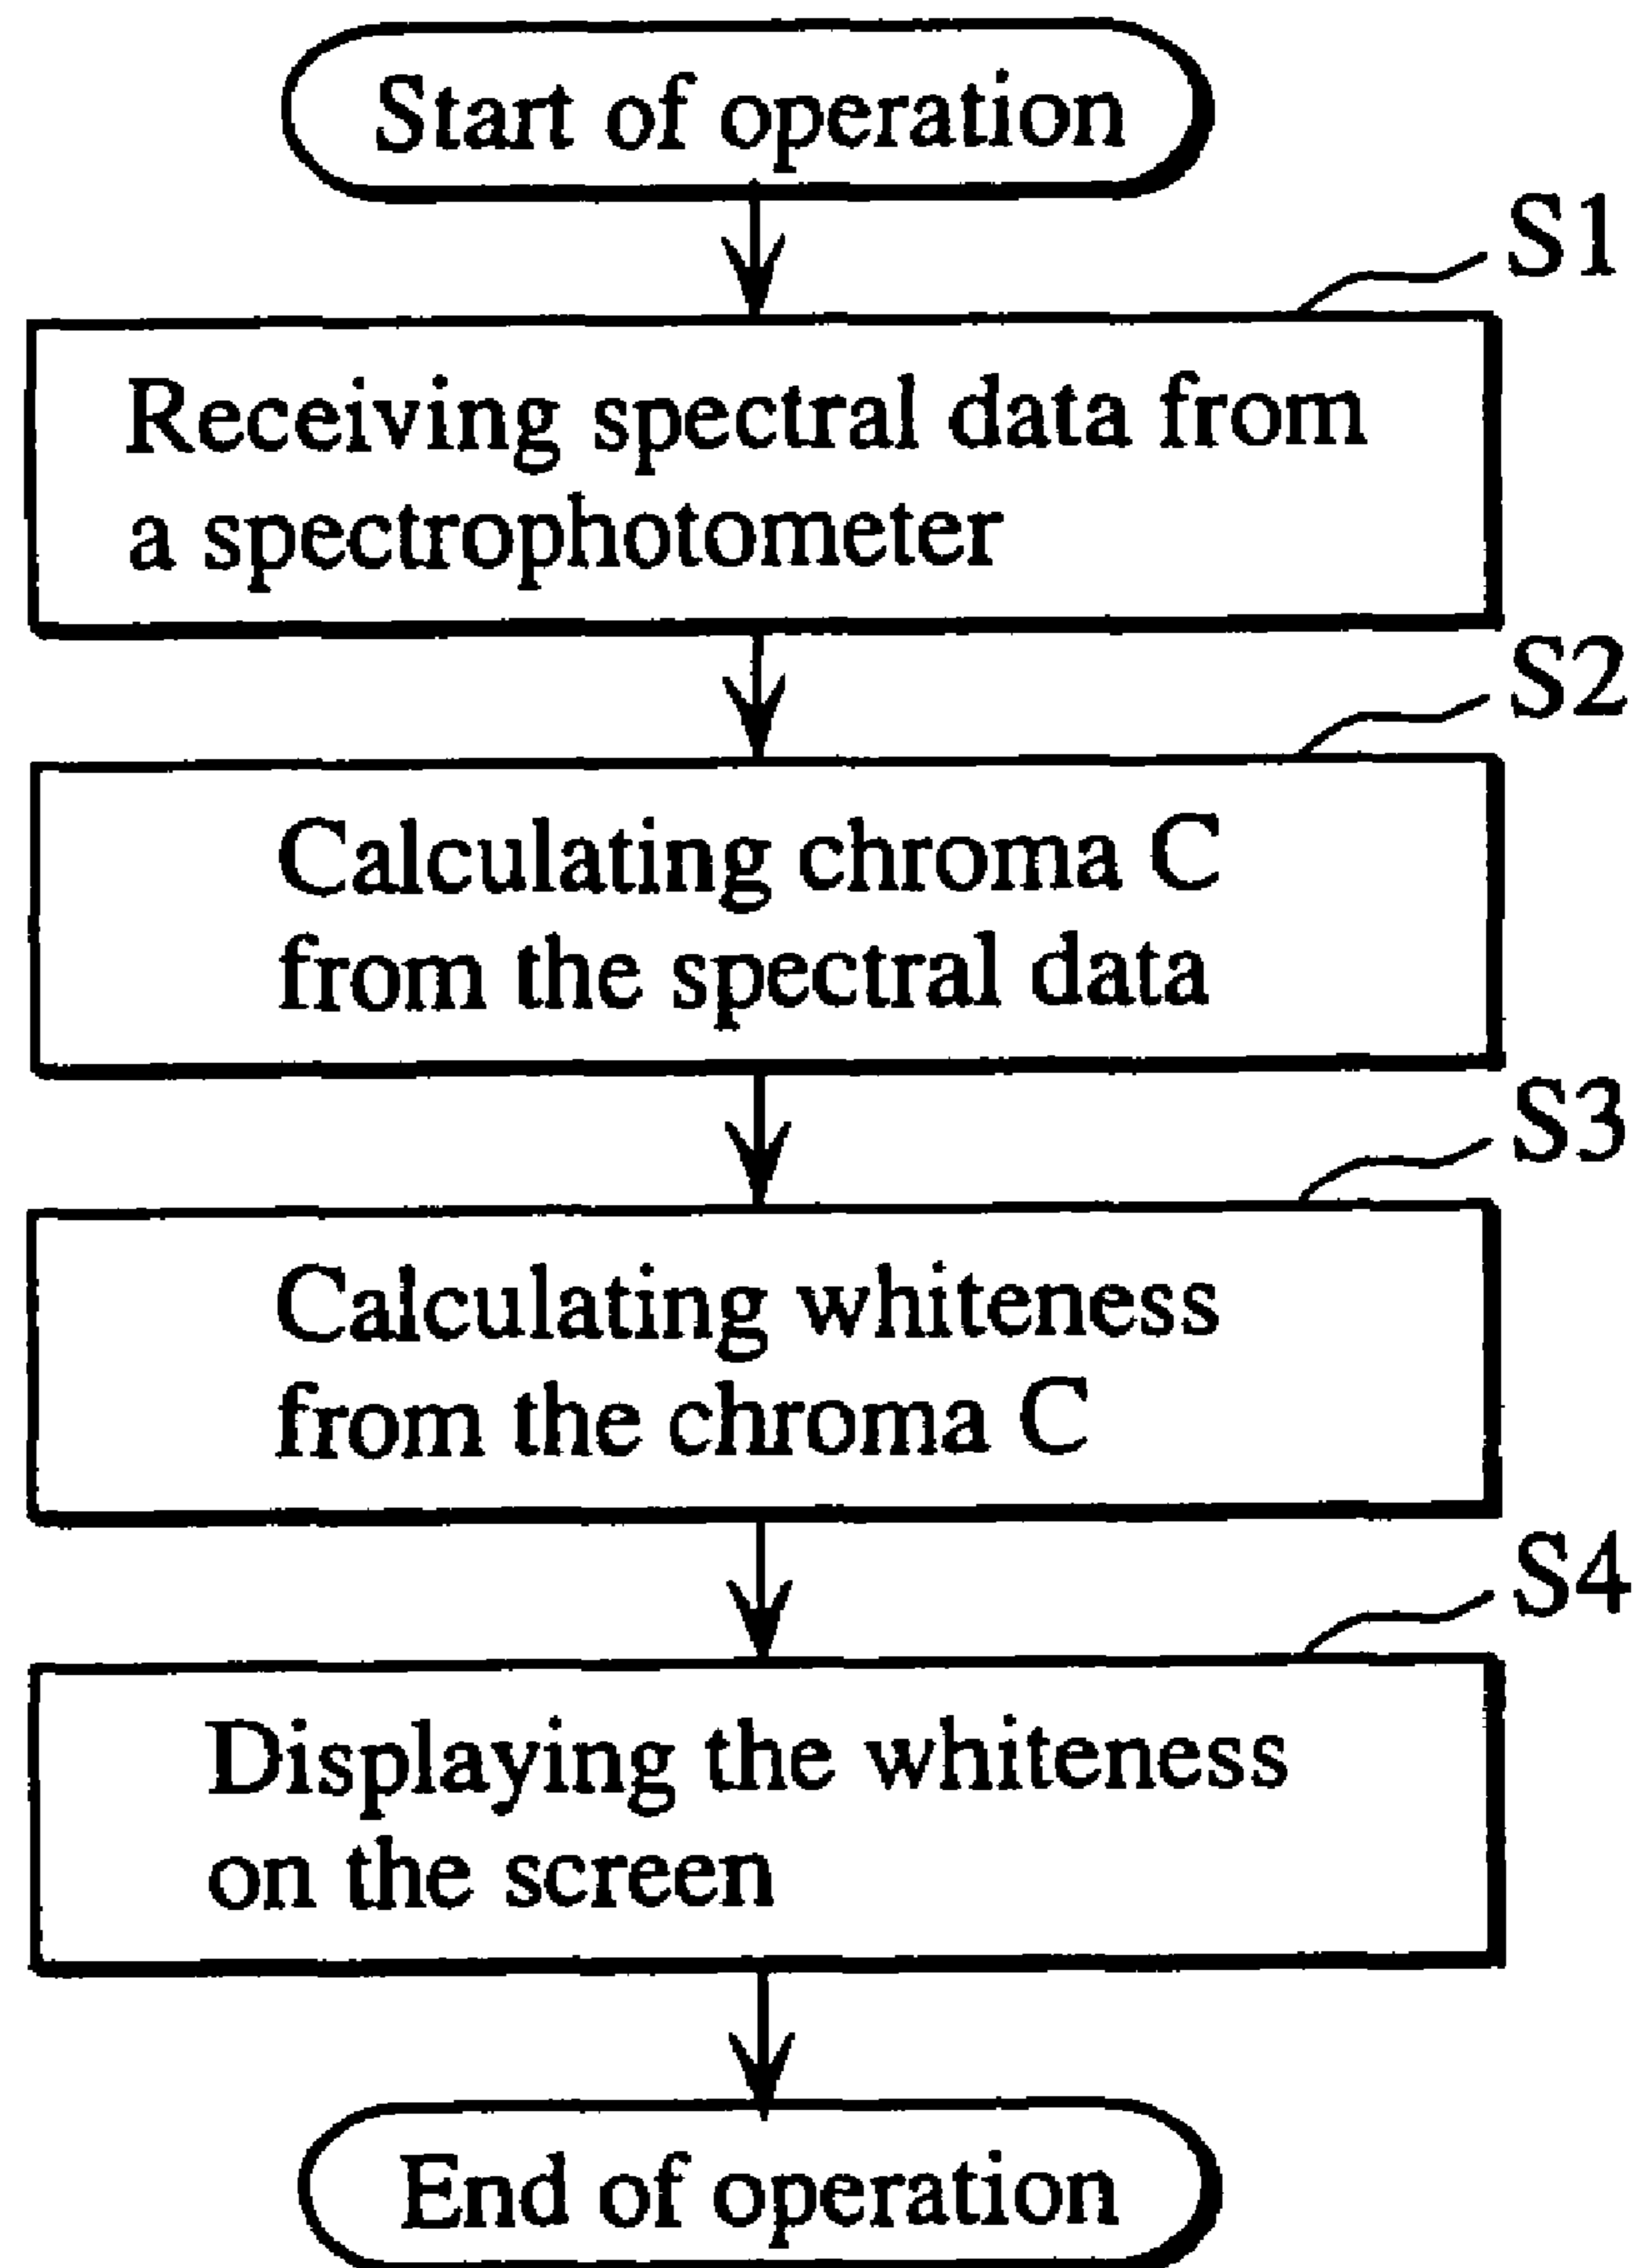 Start of operation
S1
Receiving spectral data from
a spectrophotometer
S2
Calculating chroma C
from the spectral data
S3
Calculating whiteness
from the chroma C
S4
Displaying the whiteness
on the screen
End of operation